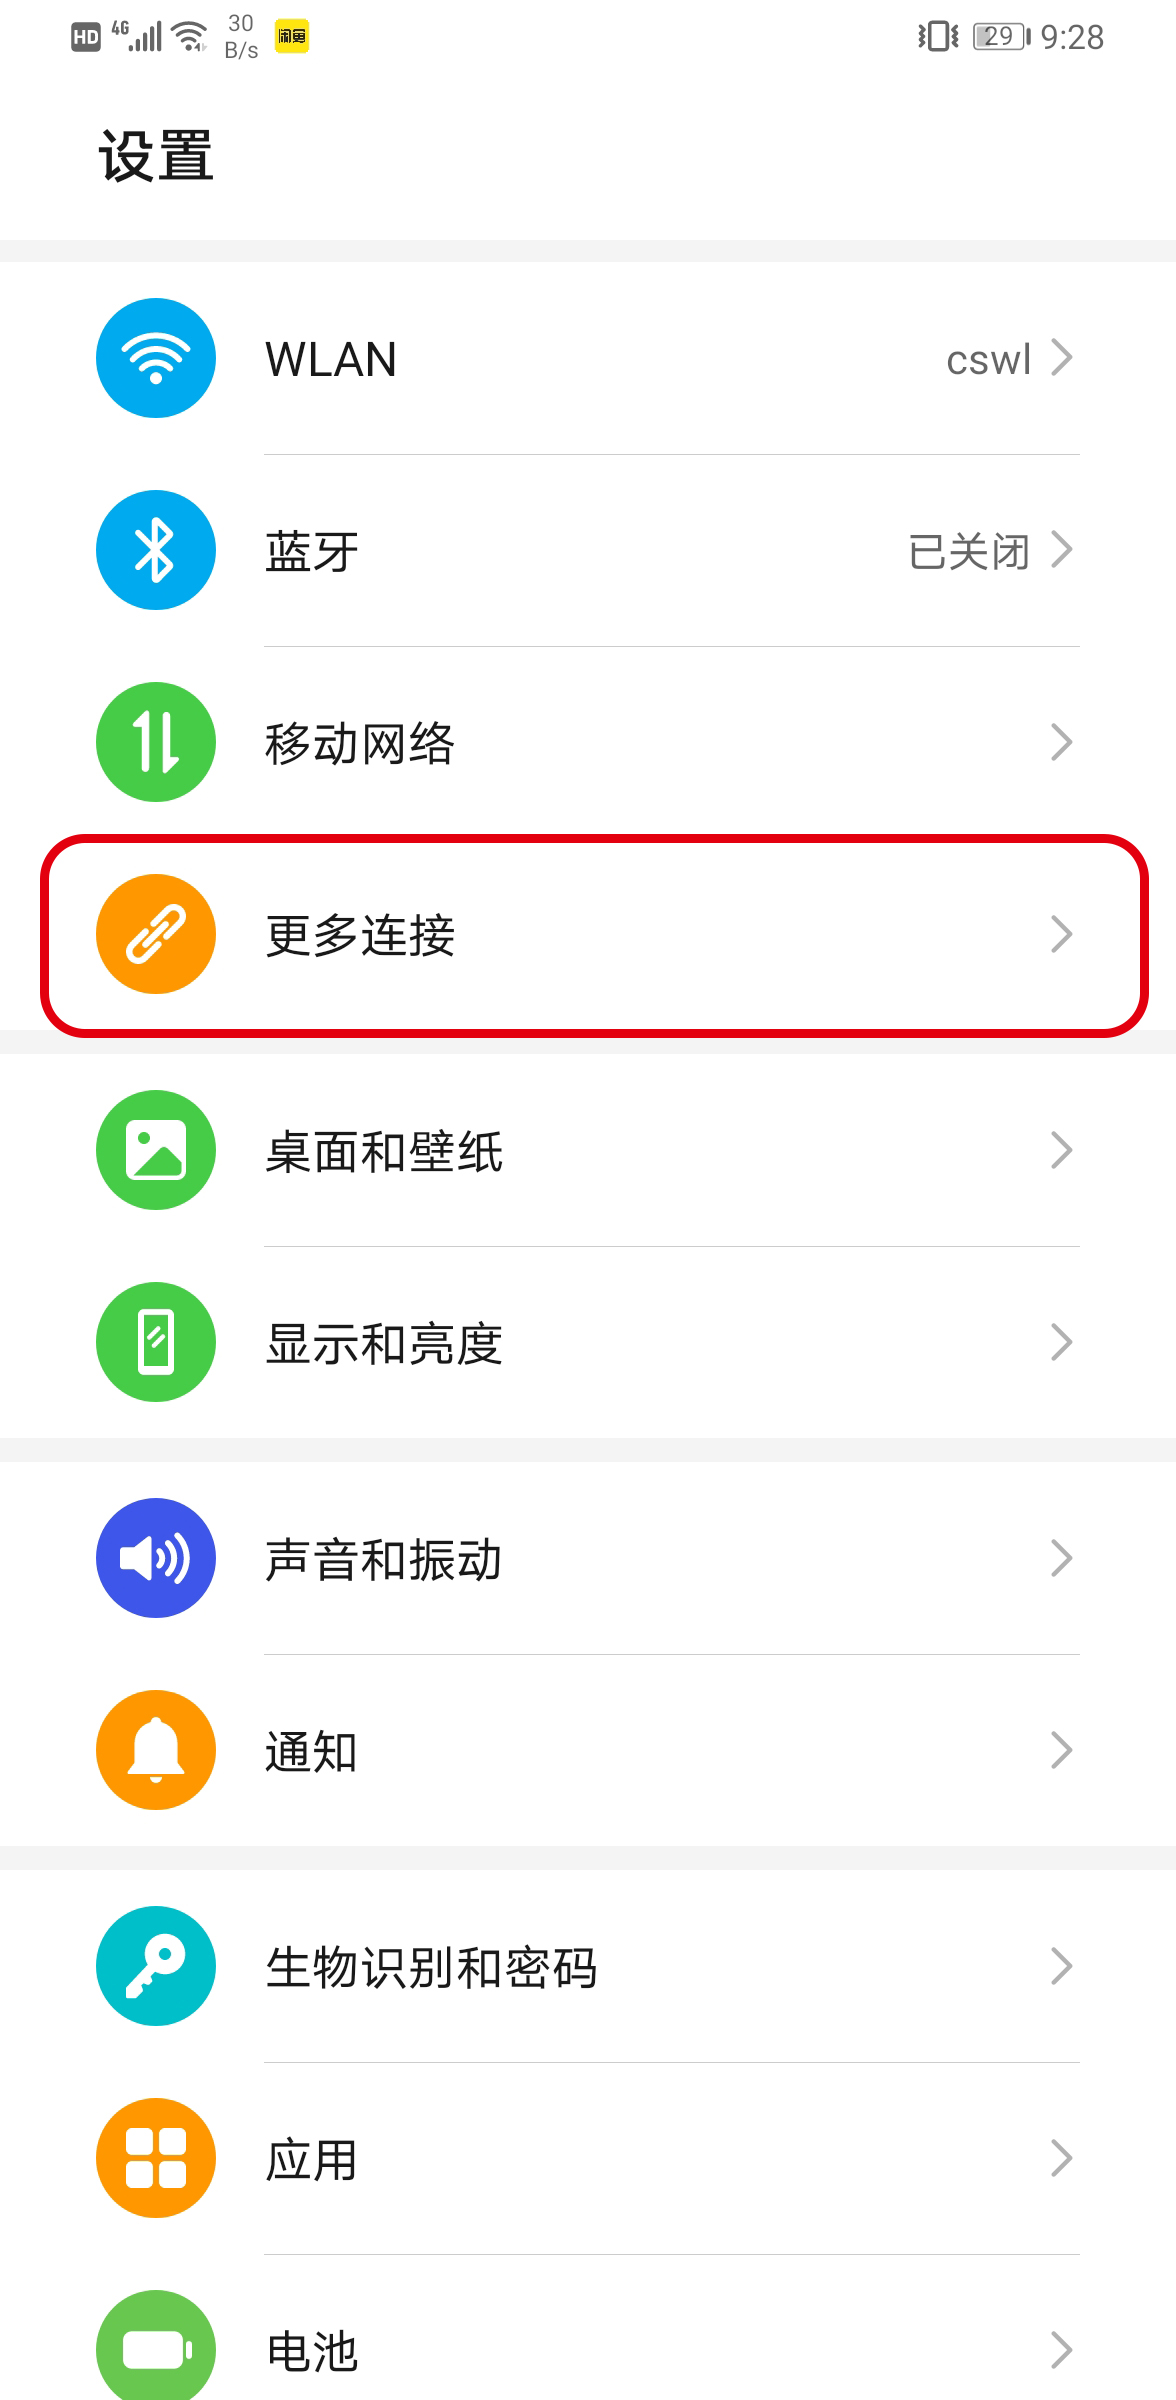 HD 4G 30 B/s 闲鱼 29 9:28
设置
WLAN cswl
蓝牙 已关闭
移动网络
更多连接
桌面和壁纸
显示和亮度
声音和振动
通知
生物识别和密码
应用
电池